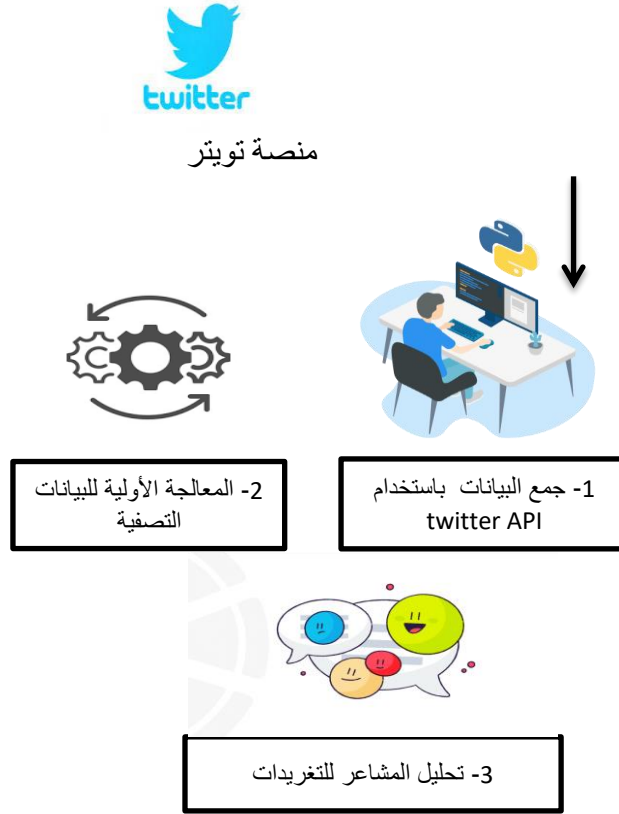 twitter
منصة تويتر
1- جمع البيانات باستخدام
twitter API
2- المعالجة الأولية للبيانات
التصفية
3- تحليل المشاعر للتغريدات